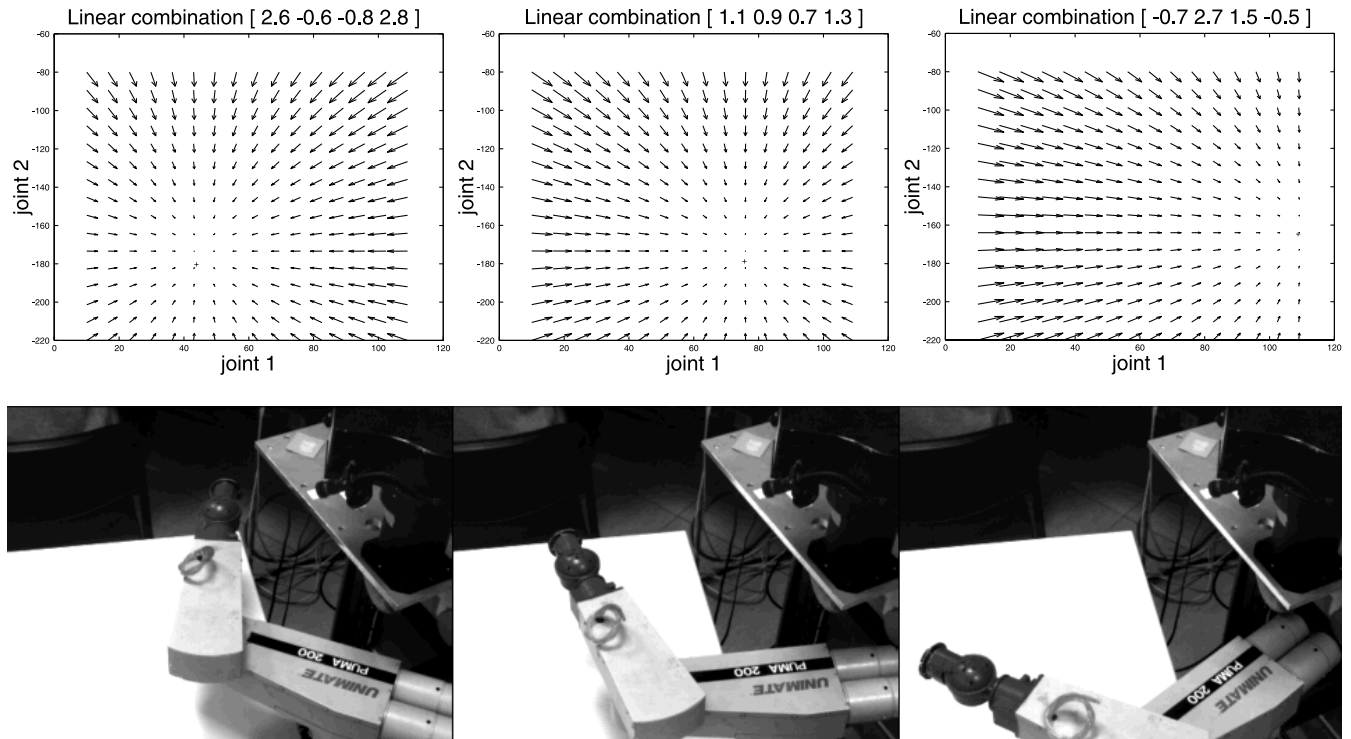 Linear combination [ 2.6 -0.6 -0.8 2.8 ]
-60
-80
-100
-120
-140
-160
-180
-200
-220
joint 2
0 20 40 60 80 100 120
joint 1
Linear combination [ 1.1 0.9 0.7 1.3 ]
-60
-80
-100
-120
-140
-160
-180
-200
-220
joint 2
0 20 40 60 80 100 120
joint 1
Linear combination [ -0.7 2.7 1.5 -0.5 ]
-60
-80
-100
-120
-140
-160
-180
-200
-220
joint 2
0 20 40 60 80 100 120
joint 1
PUMA 200
UNIMATE
PUMA 200
UNIMATE
PUMA 200
UNIMATE